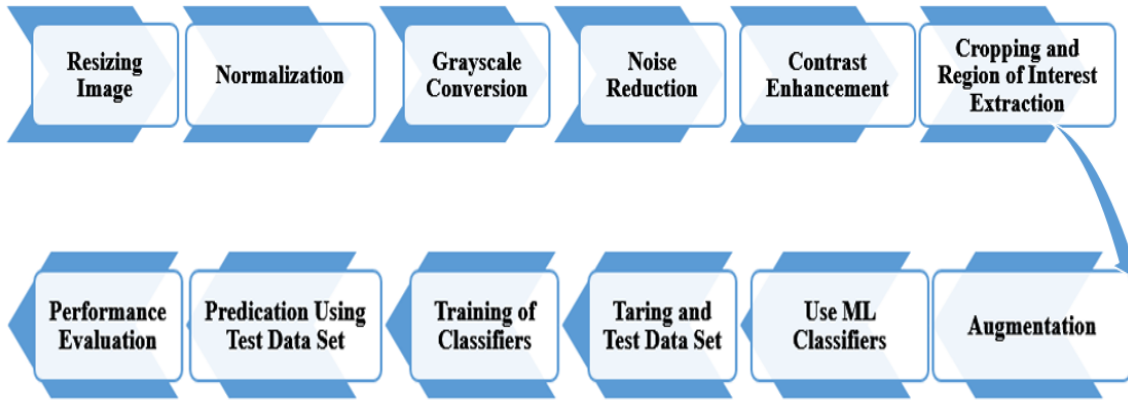 Resizing
Image
Normalization
Grayscale
Conversion
Noise
Reduction
Contrast
Enhancement
Cropping and
Region of Interest
Extraction
Augmentation
Use ML
Classifiers
Taring and
Test Data Set
Training of
Classifiers
Predication Using
Test Data Set
Performance
Evaluation